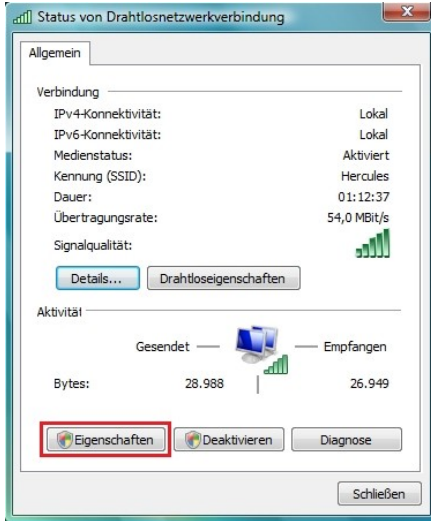 Status von Drahtlosnetzwerkverbindung
Allgemein
Verbindung
IPv4-Konnektivität: Lokal
IPv6-Konnektivität: Lokal
Medienstatus: Aktiviert
Kennung (SSID): Hercules
Dauer: 01:12:37
Übertragungsrate: 54,0 MBit/s
Signalqualität:
Details... Drahtloseigenschaften
Aktivität
Gesendet Empfangen
Bytes: 28.988 26.949
Eigenschaften Deaktivieren Diagnose
Schließen